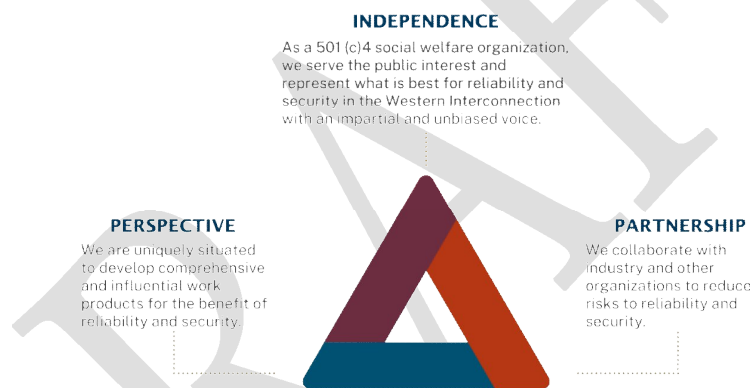 INDEPENDENCE
As a 501 (c)4 social welfare organization,
we serve the public interest and
represent what is best for reliability and
security in the Western Interconnection
with an impartial and unbiased voice.
PERSPECTIVE
We are uniquely situated
to develop comprehensive
and influential work
products for the benefit of
reliability and security.
PARTNERSHIP
We collaborate with
industry and other
organizations to reduce
risks to reliability and
security.